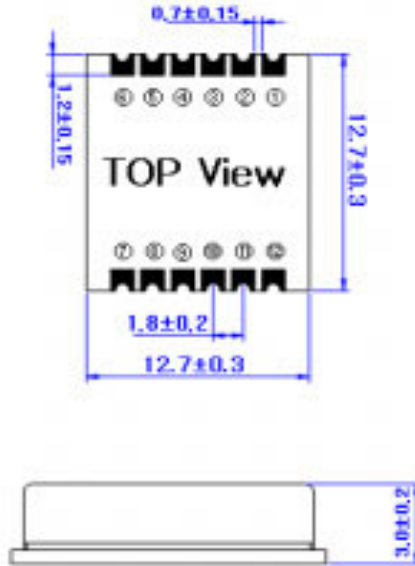 0.7±0.15
1.2±0.15
⑥ ⑤ ④ ③ ② ①
12.7±0.3
TOP View
⑦ ⑧ ⑨ ⑩ ⑪ ⑫
1.8±0.2
12.7±0.3
3.0±0.2